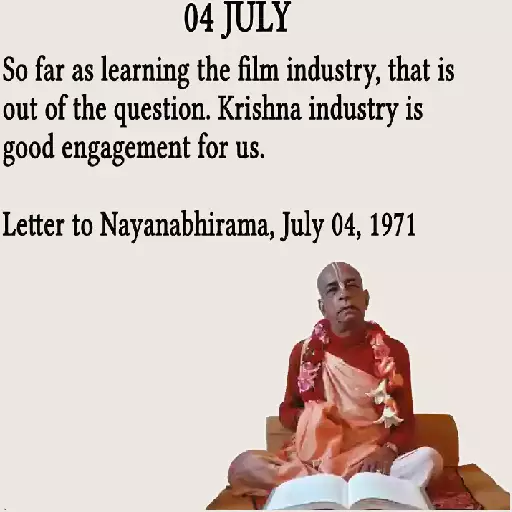 04 JULY
So far as learning the film industry, that is
out of the question. Krishna industry is
good engagement for us.
Letter to Nayanabhirama, July 04, 1971